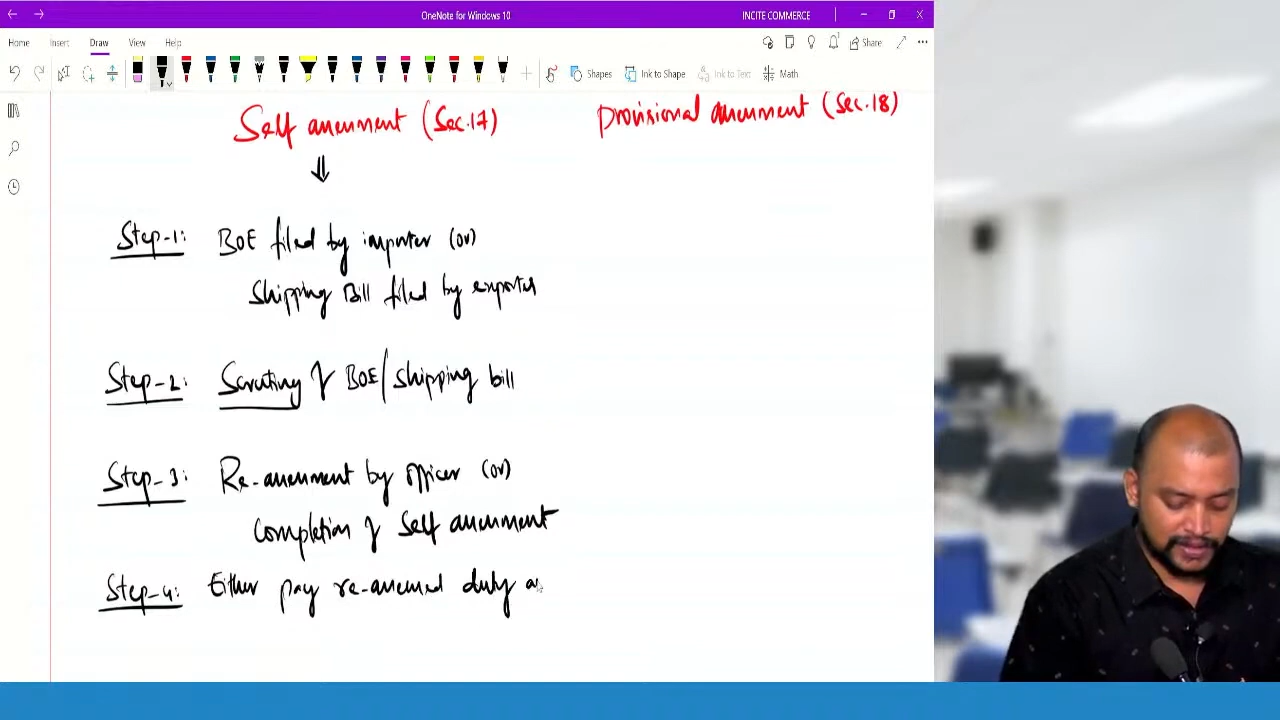 OneNote for Windows 10
INCITE COMMERCE
Home Insert Draw View Help
Share
Shapes Ink to Shape Ink to Text Math
Self assessment (Sec.17)
Provisional assessment (Sec.18)
Step-1: BOE filed by importer (or)
Shipping Bill filed by exporter
Step-2: Scrutiny of BOE/shipping bill
Step-3: Re-assessment by officer (or)
Completion of Self assessment
Step-4: Either pay re-assessed duty